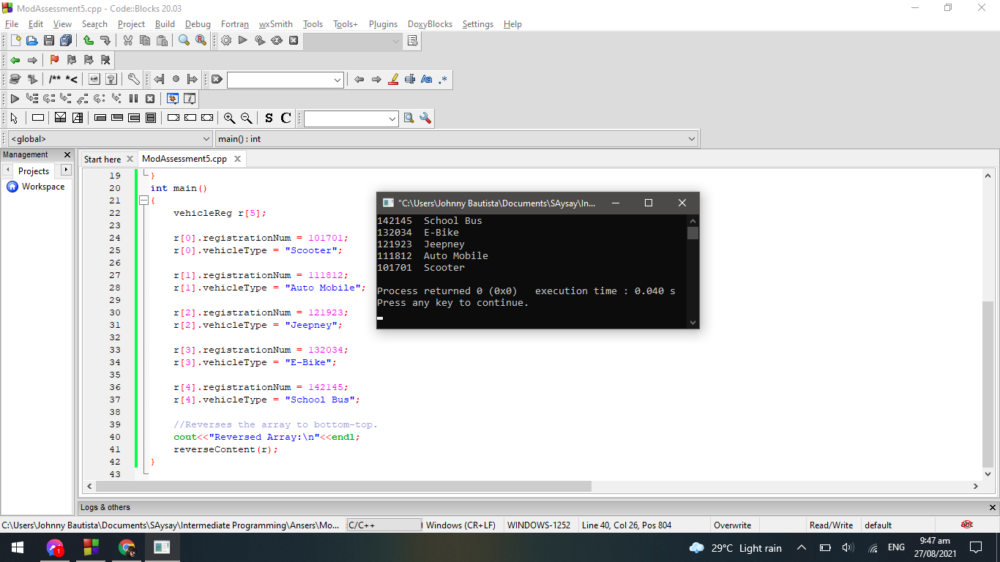 ModAssessment5.cpp - Code::Blocks 20.03
File Edit View Search Project Build Debug Fortran wxSmith Tools Tools+ Plugins DoxyBlocks Settings Help
/** *<
Aa .*
S C
<global> main() : int
Management
Projects
Workspace
Start here ModAssessment5.cpp
19 }
20 int main()
21 {
22 vehicleReg r[5];
23
24 r[0].registrationNum = 101701;
25 r[0].vehicleType = "Scooter";
26
27 r[1].registrationNum = 111812;
28 r[1].vehicleType = "Auto Mobile";
29
30 r[2].registrationNum = 121923;
31 r[2].vehicleType = "Jeepney";
32
33 r[3].registrationNum = 132034;
34 r[3].vehicleType = "E-Bike";
35
36 r[4].registrationNum = 142145;
37 r[4].vehicleType = "School Bus";
38
39 //Reverses the array to bottom-top.
40 cout<<"Reversed Array:\n"<<endl;
41 reverseContent(r);
42 }
43
"C:\Users\Johnny Bautista\Documents\SAysay\In...
142145 School Bus
132034 E-Bike
121923 Jeepney
111812 Auto Mobile
101701 Scooter
Process returned 0 (0x0) execution time : 0.040 s
Press any key to continue.
Logs & others
C:\Users\Johnny Bautista\Documents\SAysay\Intermediate Programming\Ansers\Mo... C/C++ Windows (CR+LF) WINDOWS-1252 Line 40, Col 26, Pos 804 Overwrite Read/Write default abc
1 29°C Light rain ENG 9:47 am
27/08/2021